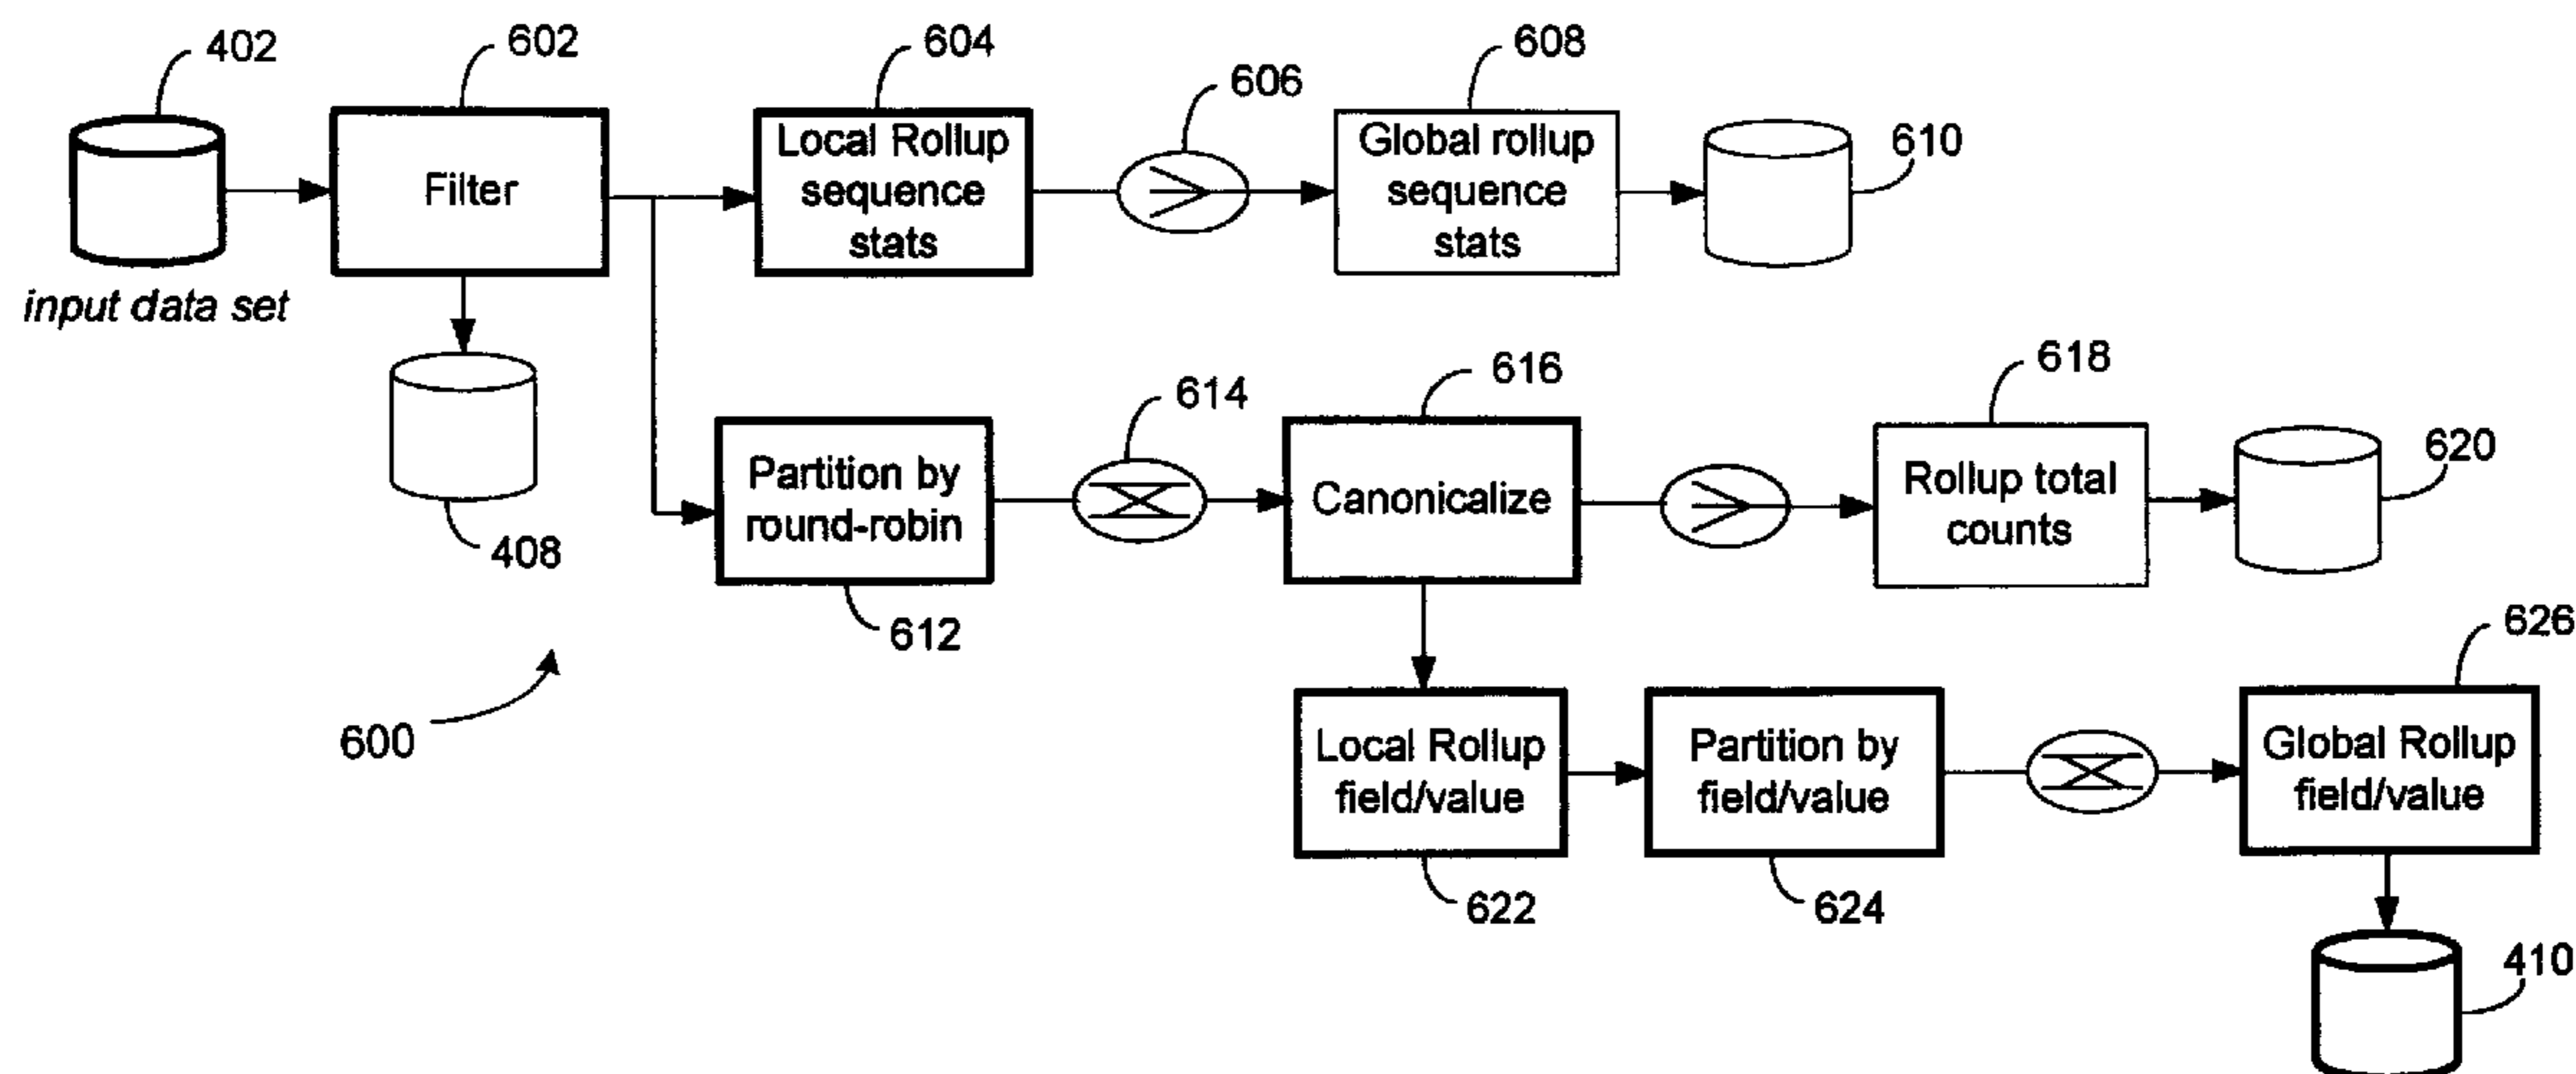 402
602
604
606
608
610
Filter
Local Rollup
sequence
stats
Global rollup
sequence
stats
input data set
408
Partition by
round-robin
612
614
616
Canonicalize
618
Rollup total
counts
620
600
Local Rollup
field/value
622
Partition by
field/value
624
626
Global Rollup
field/value
410